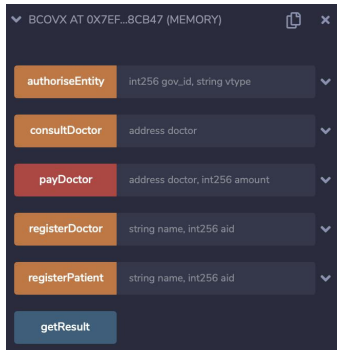 BCOVX AT 0X7EF...8CB47 (MEMORY)
authoriseEntity int256 gov_id, string vtype
consultDoctor address doctor
payDoctor address doctor, int256 amount
registerDoctor string name, int256 aid
registerPatient string name, int256 aid
getResult